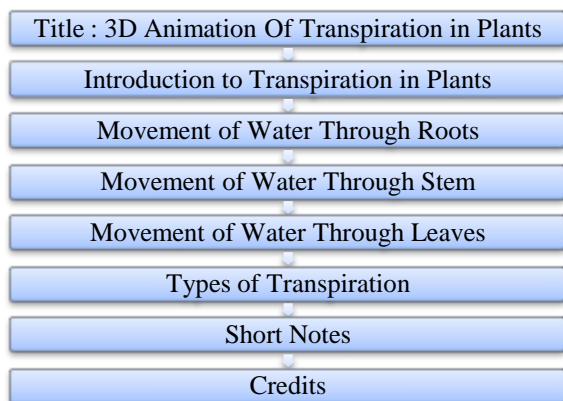 Title : 3D Animation Of Transpiration in Plants
Introduction to Transpiration in Plants
Movement of Water Through Roots
Movement of Water Through Stem
Movement of Water Through Leaves
Types of Transpiration
Short Notes
Credits